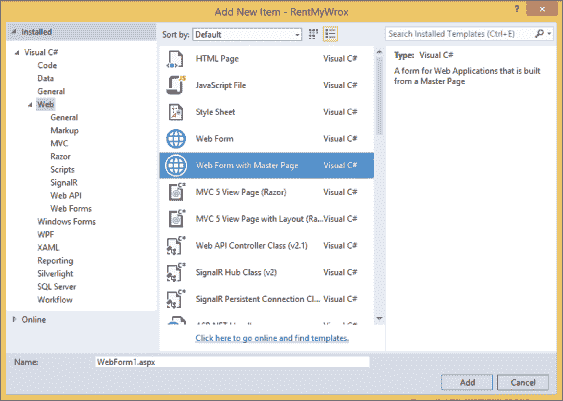 Add New Item - RentMyWrox
?
Installed
Sort by: Default
Search Installed Templates (Ctrl+E)
Visual C#
Code
Data
General
Web
General
Markup
MVC
Razor
Scripts
SignalR
Web API
Web Forms
Windows Forms
WPF
XAML
Reporting
Silverlight
SQL Server
Workflow
Online
HTML Page Visual C#
JavaScript File Visual C#
Style Sheet Visual C#
Web Form Visual C#
Web Form with Master Page Visual C#
MVC 5 View Page (Razor) Visual C#
MVC 5 View Page with Layout (Ra... Visual C#
Web API Controller Class (v2.1) Visual C#
SignalR Hub Class (v2) Visual C#
SignalR Persistent Connection Cl... Visual C#
Click here to go online and find templates.
Type: Visual C#
A form for Web Applications that is built
from a Master Page
Name: WebForm1.aspx
Add Cancel